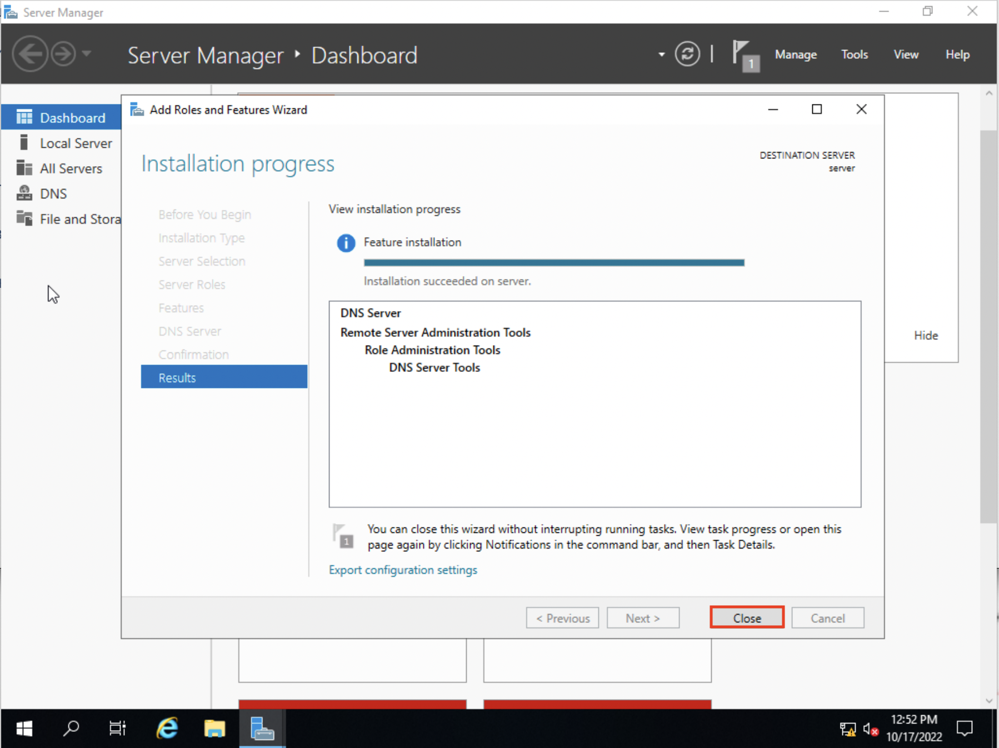 Server Manager
Server Manager ‣ Dashboard
1
Manage
Tools
View
Help
Dashboard
Local Server
All Servers
DNS
File and Stora
Add Roles and Features Wizard
Installation progress
DESTINATION SERVER
server
Before You Begin
Installation Type
Server Selection
Server Roles
Features
DNS Server
Confirmation
Results
View installation progress
Feature installation
Installation succeeded on server.
DNS Server
Remote Server Administration Tools
Role Administration Tools
DNS Server Tools
1
You can close this wizard without interrupting running tasks. View task progress or open this
page again by clicking Notifications in the command bar, and then Task Details.
Export configuration settings
< Previous
Next >
Close
Cancel
Hide
12:52 PM
10/17/2022